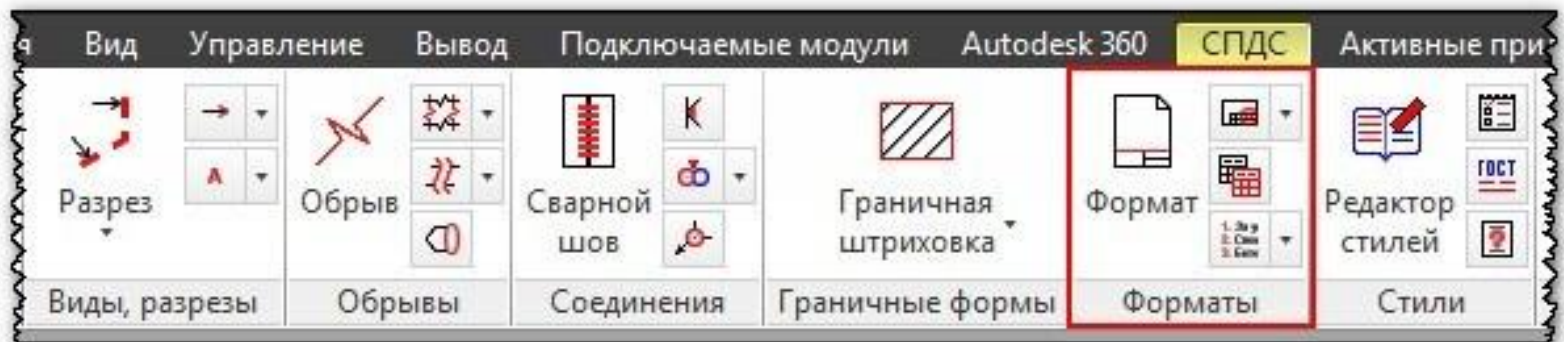 я Вид Управление Вывод Подключаемые модули Autodesk 360 СПДС Активные при
Разрез
А
Обрыв
Сварной
шов
Граничная
штриховка
Формат
Редактор
стилей
ГОСТ
Виды, разрезы Обрывы Соединения Граничные формы Форматы Стили